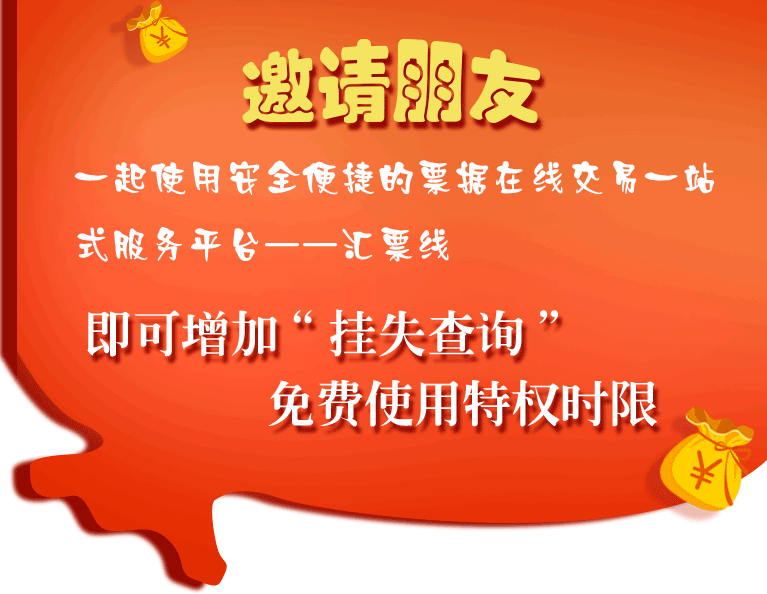 邀请朋友
一起使用安全便捷的票据在线交易一站
式服务平台——汇票线
即可增加“挂失查询”
免费使用特权时限